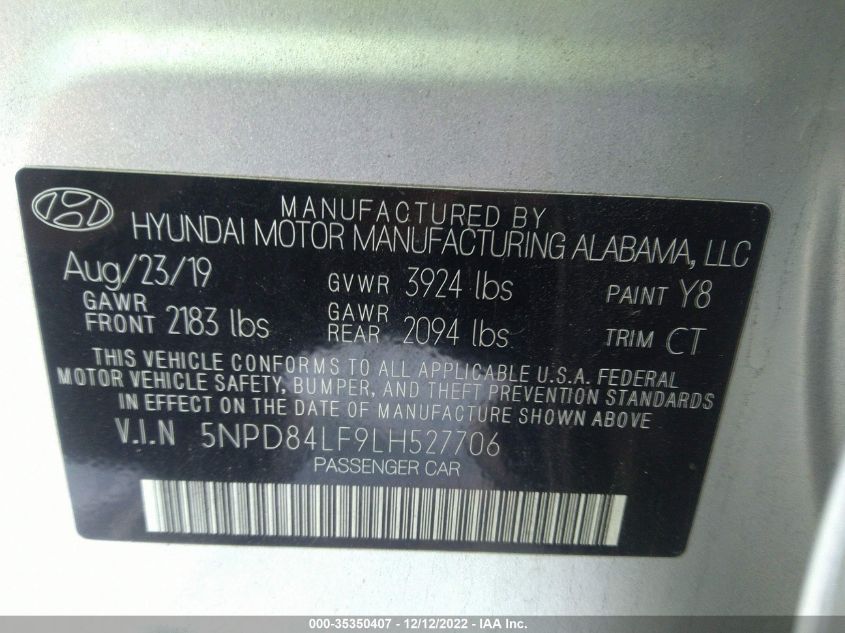 MANUFACTURED BY
HYUNDAI MOTOR MANUFACTURING ALABAMA, LLC
Aug/23/19 GVWR 3924 lbs PAINT Y8
GAWR FRONT 2183 lbs GAWR REAR 2094 lbs TRIM CT
THIS VEHICLE CONFORMS TO ALL APPLICABLE U.S.A. FEDERAL
MOTOR VEHICLE SAFETY, BUMPER, AND THEFT PREVENTION STANDARDS
IN EFFECT ON THE DATE OF MANUFACTURE SHOWN ABOVE
V.I.N 5NPD84LF9LH527706
PASSENGER CAR
000-35350407 - 12/12/2022 - IAA Inc.